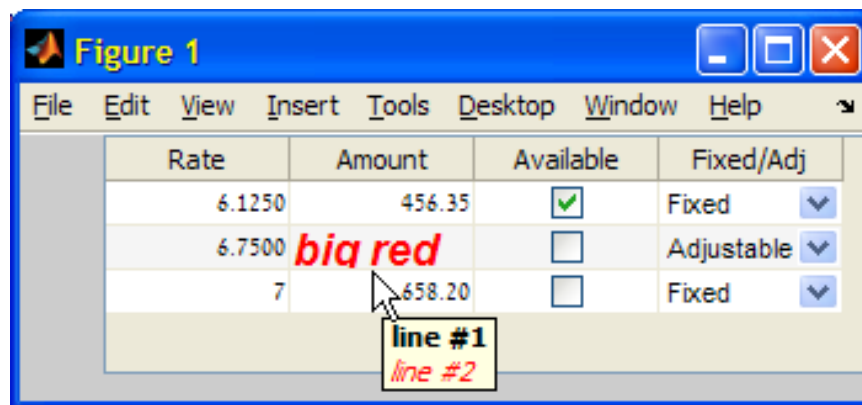 Figure 1
File Edit View Insert Tools Desktop Window Help
Rate Amount Available Fixed/Adj
6.1250 456.35 Fixed
6.7500 big red Adjustable
7 658.20 Fixed
line #1
line #2